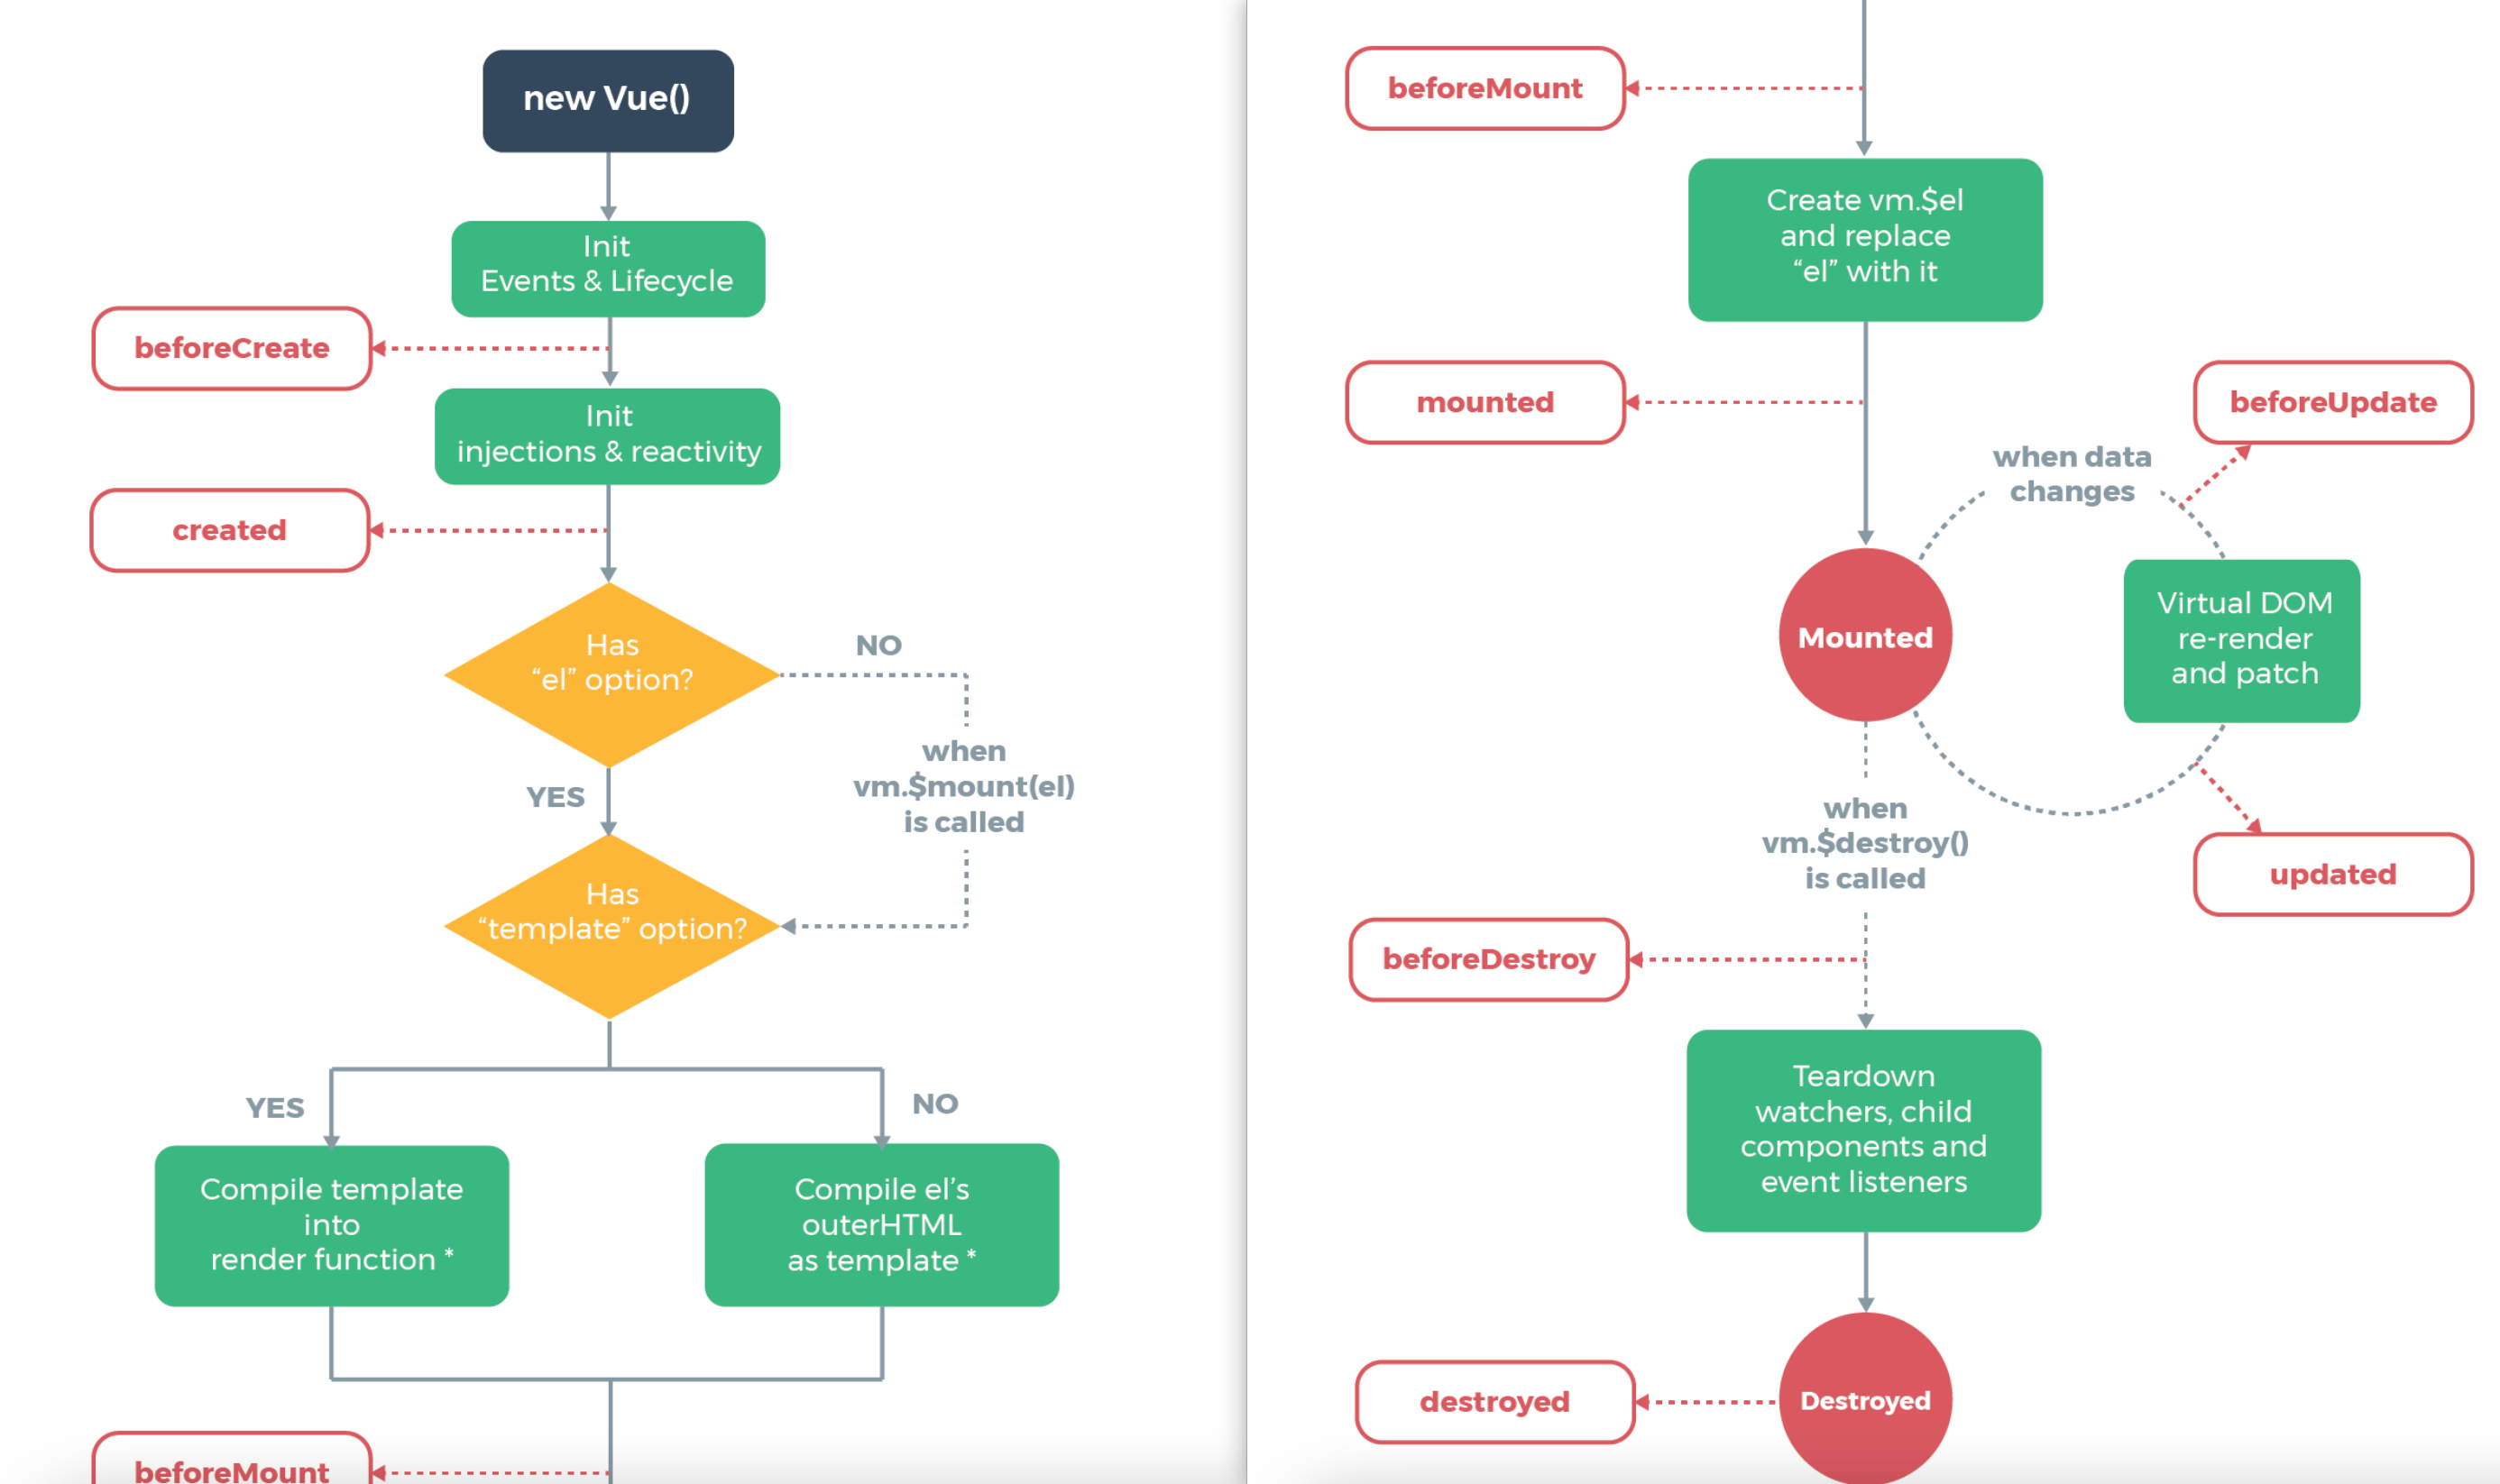 new Vue()
Init
Events & Lifecycle
beforeCreate
Init
injections & reactivity
created
Has
“el” option?
NO
when
vm.$mount(el)
is called
YES
Has
“template” option?
YES
NO
Compile template
into
render function *
Compile el’s
outerHTML
as template *
beforeMount
beforeMount
Create vm.$el
and replace
“el” with it
mounted
beforeUpdate
when data
changes
Mounted
Virtual DOM
re-render
and patch
when
vm.$destroy()
is called
updated
beforeDestroy
Teardown
watchers, child
components and
event listeners
destroyed
Destroyed